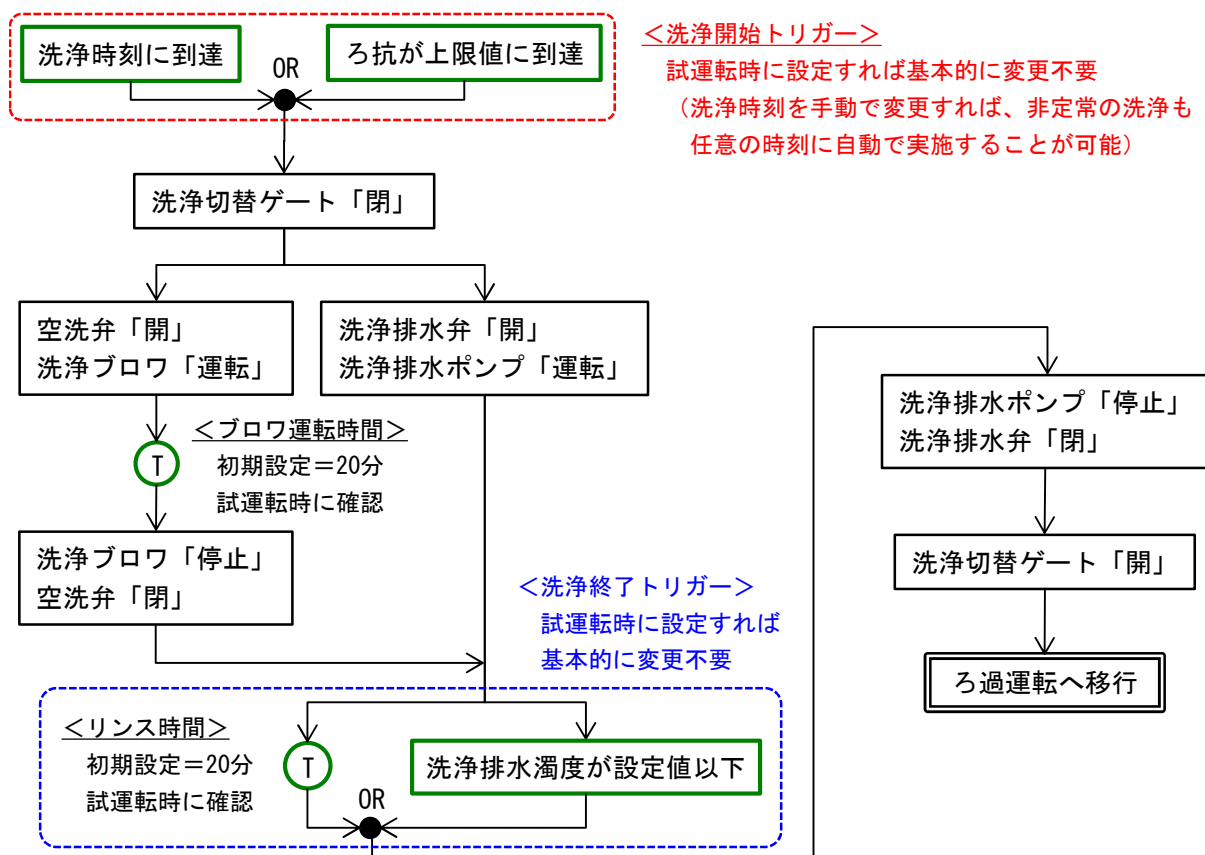 洗浄時刻に到達
OR
ろ抗が上限値に到達
＜洗浄開始トリガー＞
試運転時に設定すれば基本的に変更不要
（洗浄時刻を手動で変更すれば、非定常の洗浄も
任意の時刻に自動で実施することが可能）
洗浄切替ゲート「閉」
空洗弁「開」
洗浄ブロワ「運転」
洗浄排水弁「開」
洗浄排水ポンプ「運転」
＜ブロワ運転時間＞
T
初期設定＝20分
試運転時に確認
洗浄ブロワ「停止」
空洗弁「閉」
＜洗浄終了トリガー＞
試運転時に設定すれば
基本的に変更不要
＜リンス時間＞
初期設定＝20分
試運転時に確認
T
洗浄排水濁度が設定値以下
OR
洗浄排水ポンプ「停止」
洗浄排水弁「閉」
洗浄切替ゲート「開」
ろ過運転へ移行